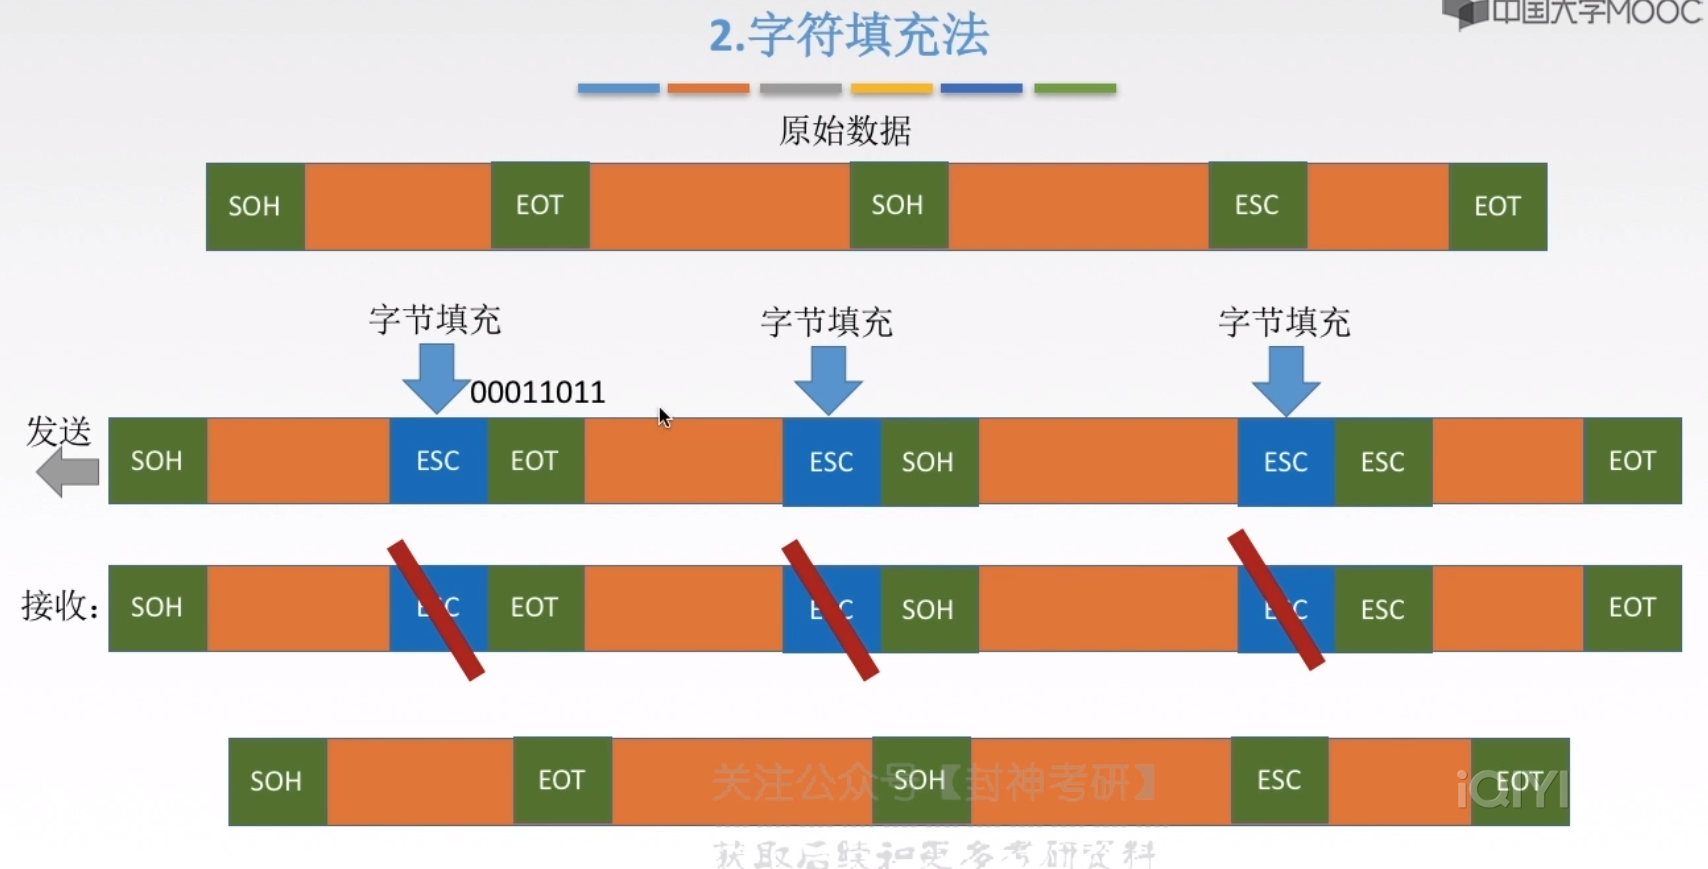 中国大学MOOC
2.字符填充法
原始数据
SOH EOT SOH ESC EOT
字节填充 字节填充 字节填充
00011011
发送
SOH ESC EOT ESC SOH ESC ESC EOT
接收：
SOH ESC EOT ESC SOH ESC ESC EOT
SOH EOT SOH ESC EOT
关注公众号【封神考研】
iQIYI
获取后续和更多考研资料